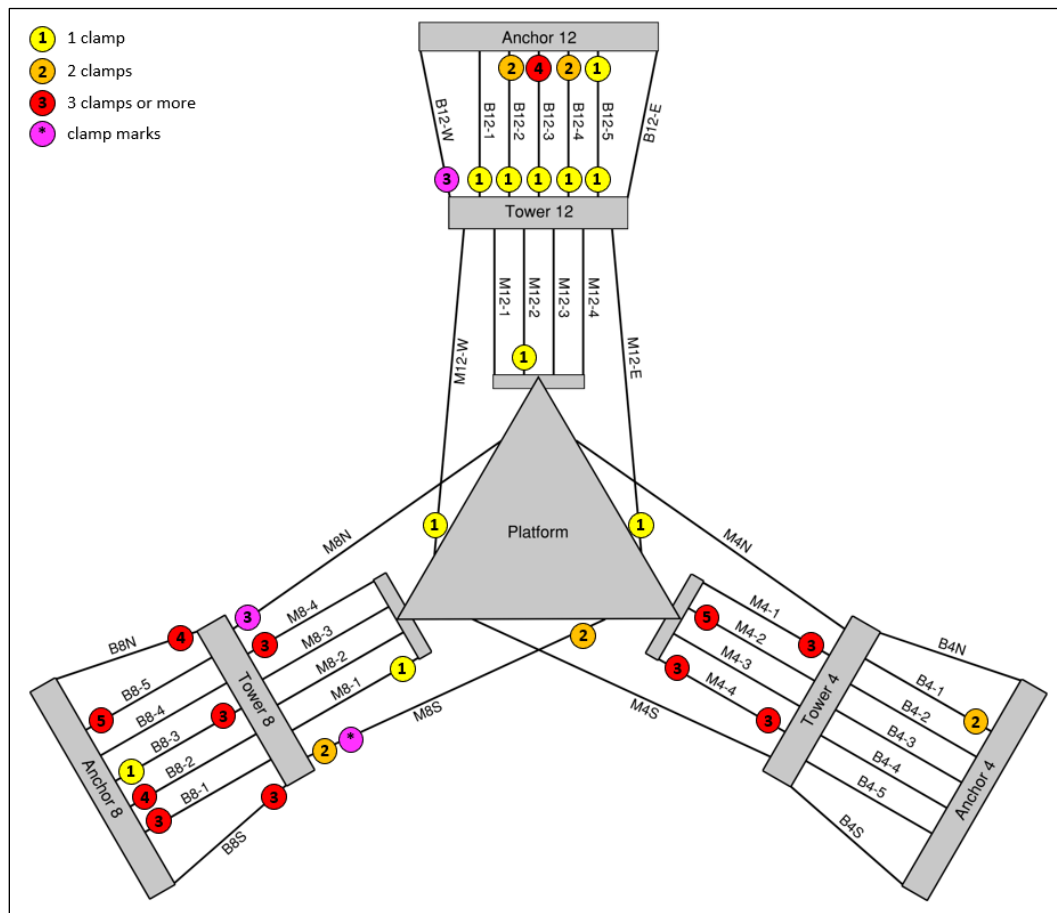 1 1 clamp
2 2 clamps
3 3 clamps or more
* clamp marks
Anchor 12
2 4 2 1
B12-W
B12-1
B12-2
B12-3
B12-4
B12-5
B12-E
3 1 1 1 1 1
Tower 12
M12-W
M12-1
M12-2
M12-3
M12-4
M12-E
1
1
1
Platform
M8N
M4N
3
4
B8N
M8-4
3
M8-3
M8-2
M8-1
1
B8-5
5
B8-4
B8-3
3
Tower 8
1
B8-2
4
B8-1
3
Anchor 8
B8S
3
2
*
M8S
2
M4S
5
M4-1
3
M4-2
M4-3
3
M4-4
3
Tower 4
B4N
B4-1
B4-2
2
B4-3
B4-4
B4-5
B4S
Anchor 4